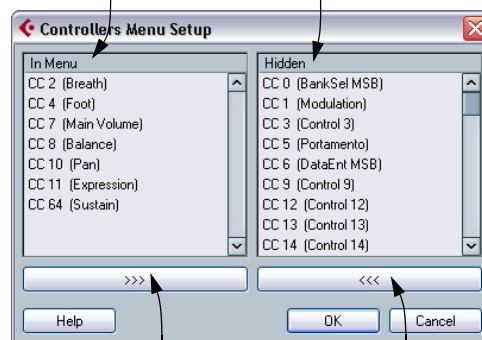 Controllers Menu Setup
In Menu
CC 2 (Breath)
CC 4 (Foot)
CC 7 (Main Volume)
CC 8 (Balance)
CC 10 (Pan)
CC 11 (Expression)
CC 64 (Sustain)
>>>
Hidden
CC 0 (BankSel MSB)
CC 1 (Modulation)
CC 3 (Control 3)
CC 5 (Portamento)
CC 6 (DataEnt MSB)
CC 9 (Control 9)
CC 12 (Control 12)
CC 13 (Control 13)
CC 14 (Control 14)
<<<
Help
OK
Cancel